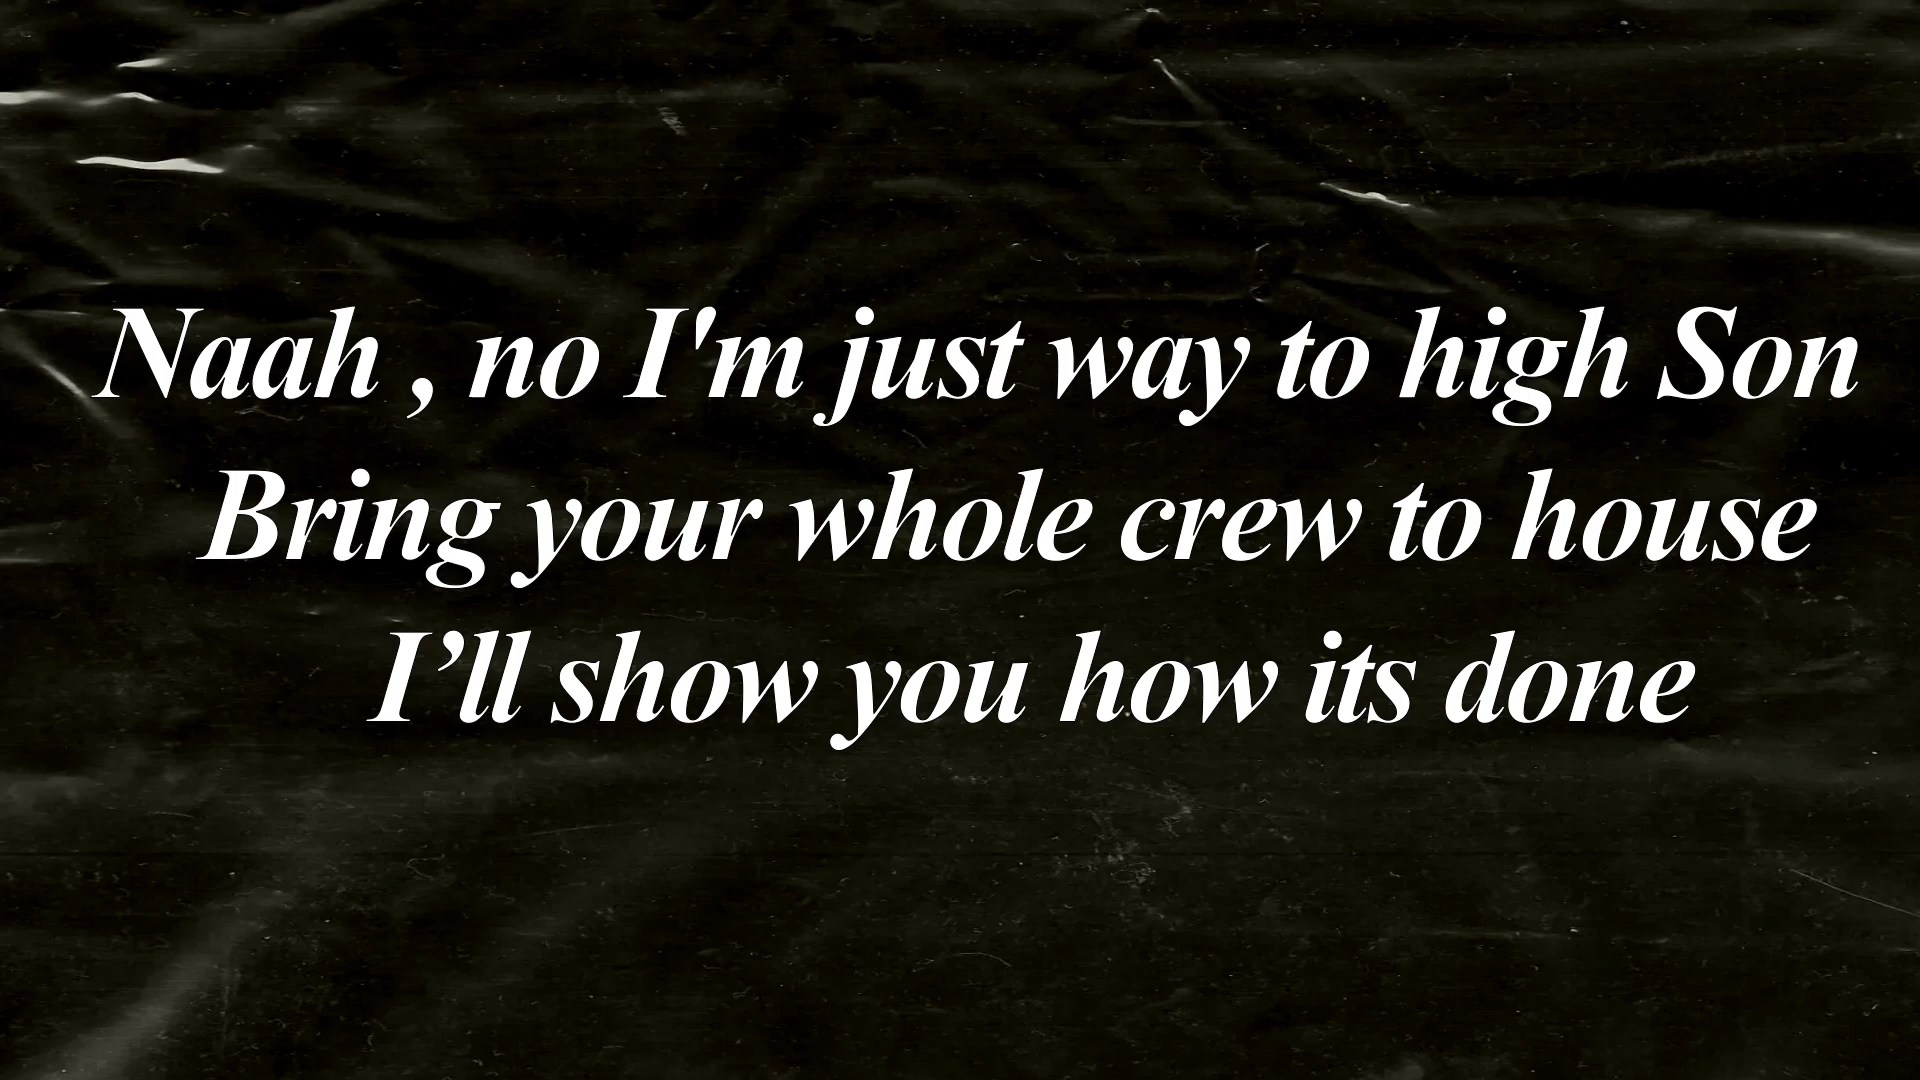 Naah , no I'm just way to high Son
Bring your whole crew to house
I’ll show you how its done